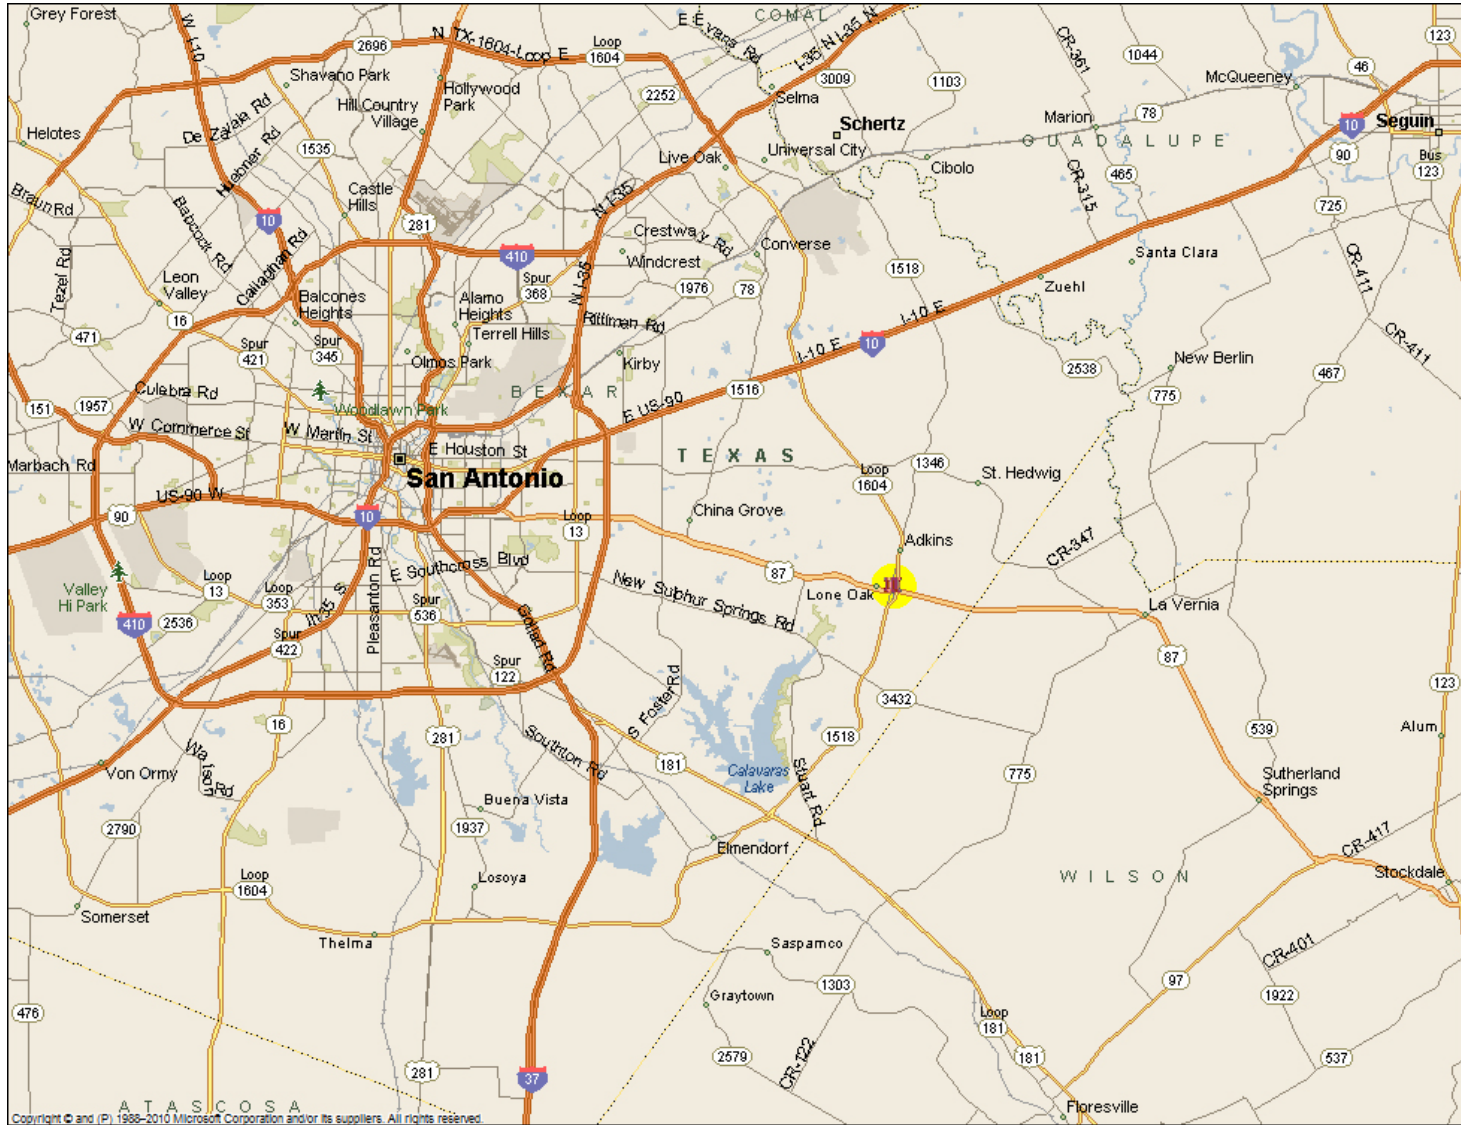 Grey Forest
W I-10
2696
N TX-1604-Loop E
Loop
1604
E Evans Rd
COMAL
I-35 N I-35 N
3009
1103
CR-361
1044
46
123
McQueeney
Shavano Park
Hollywood
Park
Hill Country
Village
2252
Selma
Schertz
Marion
78
GUADALUPE
10
Seguin
90
Bus
123
Helotes
De Zavala Rd
Huebner Rd
1535
Live Oak
Universal City
Cibolo
465
CR-315
725
Braun Rd
Babcock Rd
Castle
Hills
10
281
N I-35
Crestway Rd
Converse
Windcrest
410
Tezel Rd
Callaghan Rd
Leon
Valley
Balcones
Heights
Alamo
Heights
Spur
368
N I-35
1976
78
1518
Santa Clara
Zuehl
CR-411
CR-411
16
471
Spur
421
Spur
345
Terrell Hills
Olmos Park
Rittiman Rd
Kirby
I-10 E
10
I-10 E
2538
New Berlin
467
775
Culebra Rd
151
1957
Woodlawn Park
BEXAR
1516
E US-90
W Commerce St
W Martin St
E Houston St
TEXAS
Marbach Rd
San Antonio
Loop
1604
1346
St. Hedwig
US-90 W
90
10
Loop
13
China Grove
Adkins
CR-347
Valley
Hi Park
Loop
13
Loop
353
Pleasanton Rd
E Southcross Blvd
New Sulphur Springs Rd
87
Lone Oak
La Vernia
410
2536
Ih35 S
Spur
422
Spur
536
Goliad Rd
Spur
122
87
3432
123
16
281
Southton Rd
S Foster Rd
181
1518
539
Alum
Watson Rd
Von Ormy
Calavaras
Lake
Stuart Rd
775
Sutherland
Springs
2790
Buena Vista
1937
Elmendorf
CR-417
Stockdale
Loop
1604
Losoya
WILSON
Somerset
Thelma
Saspamco
CR-401
97
1922
Graytown
1303
476
Loop
181
181
537
2579
CR-122
281
37
Floresville
ATASCOSA
Copyright © and (P) 1988–2010 Microsoft Corporation and/or its suppliers. All rights reserved.